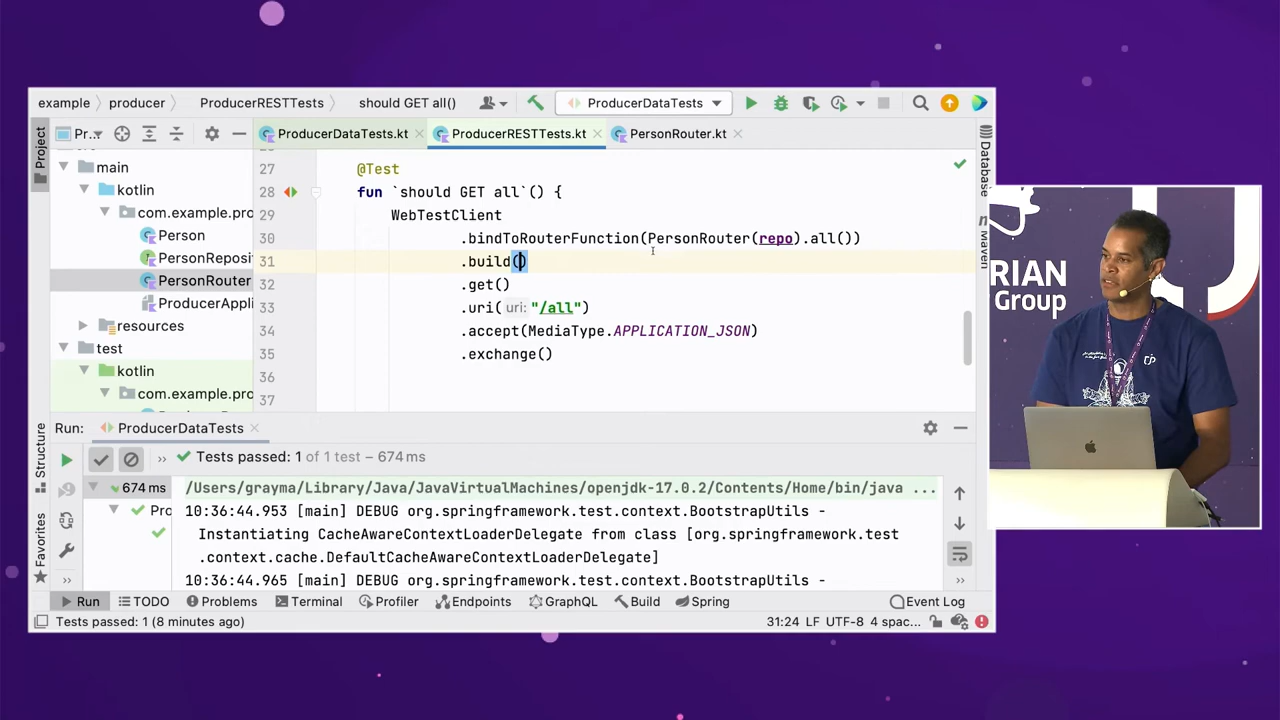 example
producer
ProducerRESTTests
should GET all()
ProducerDataTests
Project
Pr...
ProducerDataTests.kt
ProducerRESTTests.kt
PersonRouter.kt
main
kotlin
com.example.pro
Person
PersonReposit
PersonRouter
ProducerAppli
resources
test
kotlin
com.example.pro
27 @Test
28 fun `should GET all`() {
29 WebTestClient
30 .bindToRouterFunction(PersonRouter(repo).all())
31 .build()
32 .get()
33 .uri( uri: "/all")
34 .accept(MediaType.APPLICATION_JSON)
35 .exchange()
36
37
Database
Maven
Structure
Favorites
Run: ProducerDataTests
Tests passed: 1 of 1 test – 674 ms
674 ms
Pro
/Users/grayma/Library/Java/JavaVirtualMachines/openjdk-17.0.2/Contents/Home/bin/java ...
10:36:44.953 [main] DEBUG org.springframework.test.context.BootstrapUtils -
Instantiating CacheAwareContextLoaderDelegate from class [org.springframework.test
.context.cache.DefaultCacheAwareContextLoaderDelegate]
10:36:44.965 [main] DEBUG org.springframework.test.context.BootstrapUtils -
Run TODO Problems Terminal Profiler Endpoints GraphQL Build Spring Event Log
Tests passed: 1 (8 minutes ago) 31:24 LF UTF-8 4 spac...
RIAN
Group